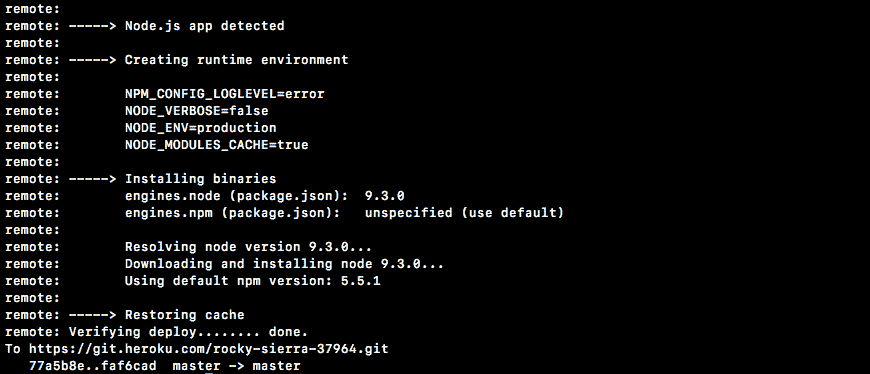 remote:
remote: -----> Node.js app detected
remote:
remote: -----> Creating runtime environment
remote:
remote:        NPM_CONFIG_LOGLEVEL=error
remote:        NODE_VERBOSE=false
remote:        NODE_ENV=production
remote:        NODE_MODULES_CACHE=true
remote:
remote: -----> Installing binaries
remote:        engines.node (package.json):  9.3.0
remote:        engines.npm (package.json):   unspecified (use default)
remote:
remote:        Resolving node version 9.3.0...
remote:        Downloading and installing node 9.3.0...
remote:        Using default npm version: 5.5.1
remote:
remote: -----> Restoring cache
remote: Verifying deploy........ done.
To https://git.heroku.com/rocky-sierra-37964.git
   77a5b8e..faf6cad  master -> master